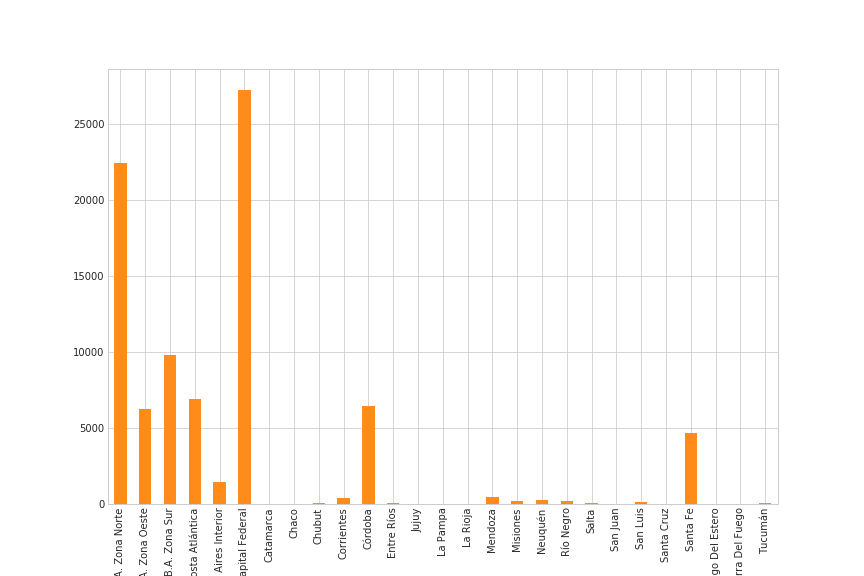 25000
20000
15000
10000
5000
0
A. Zona Norte
A. Zona Oeste
B.A. Zona Sur
osta Atlántica
Aires Interior
apital Federal
Catamarca
Chaco
Chubut
Corrientes
Córdoba
Entre Ríos
Jujuy
La Pampa
La Rioja
Mendoza
Misiones
Neuquén
Río Negro
Salta
San Juan
San Luis
Santa Cruz
Santa Fe
go Del Estero
rra Del Fuego
Tucumán